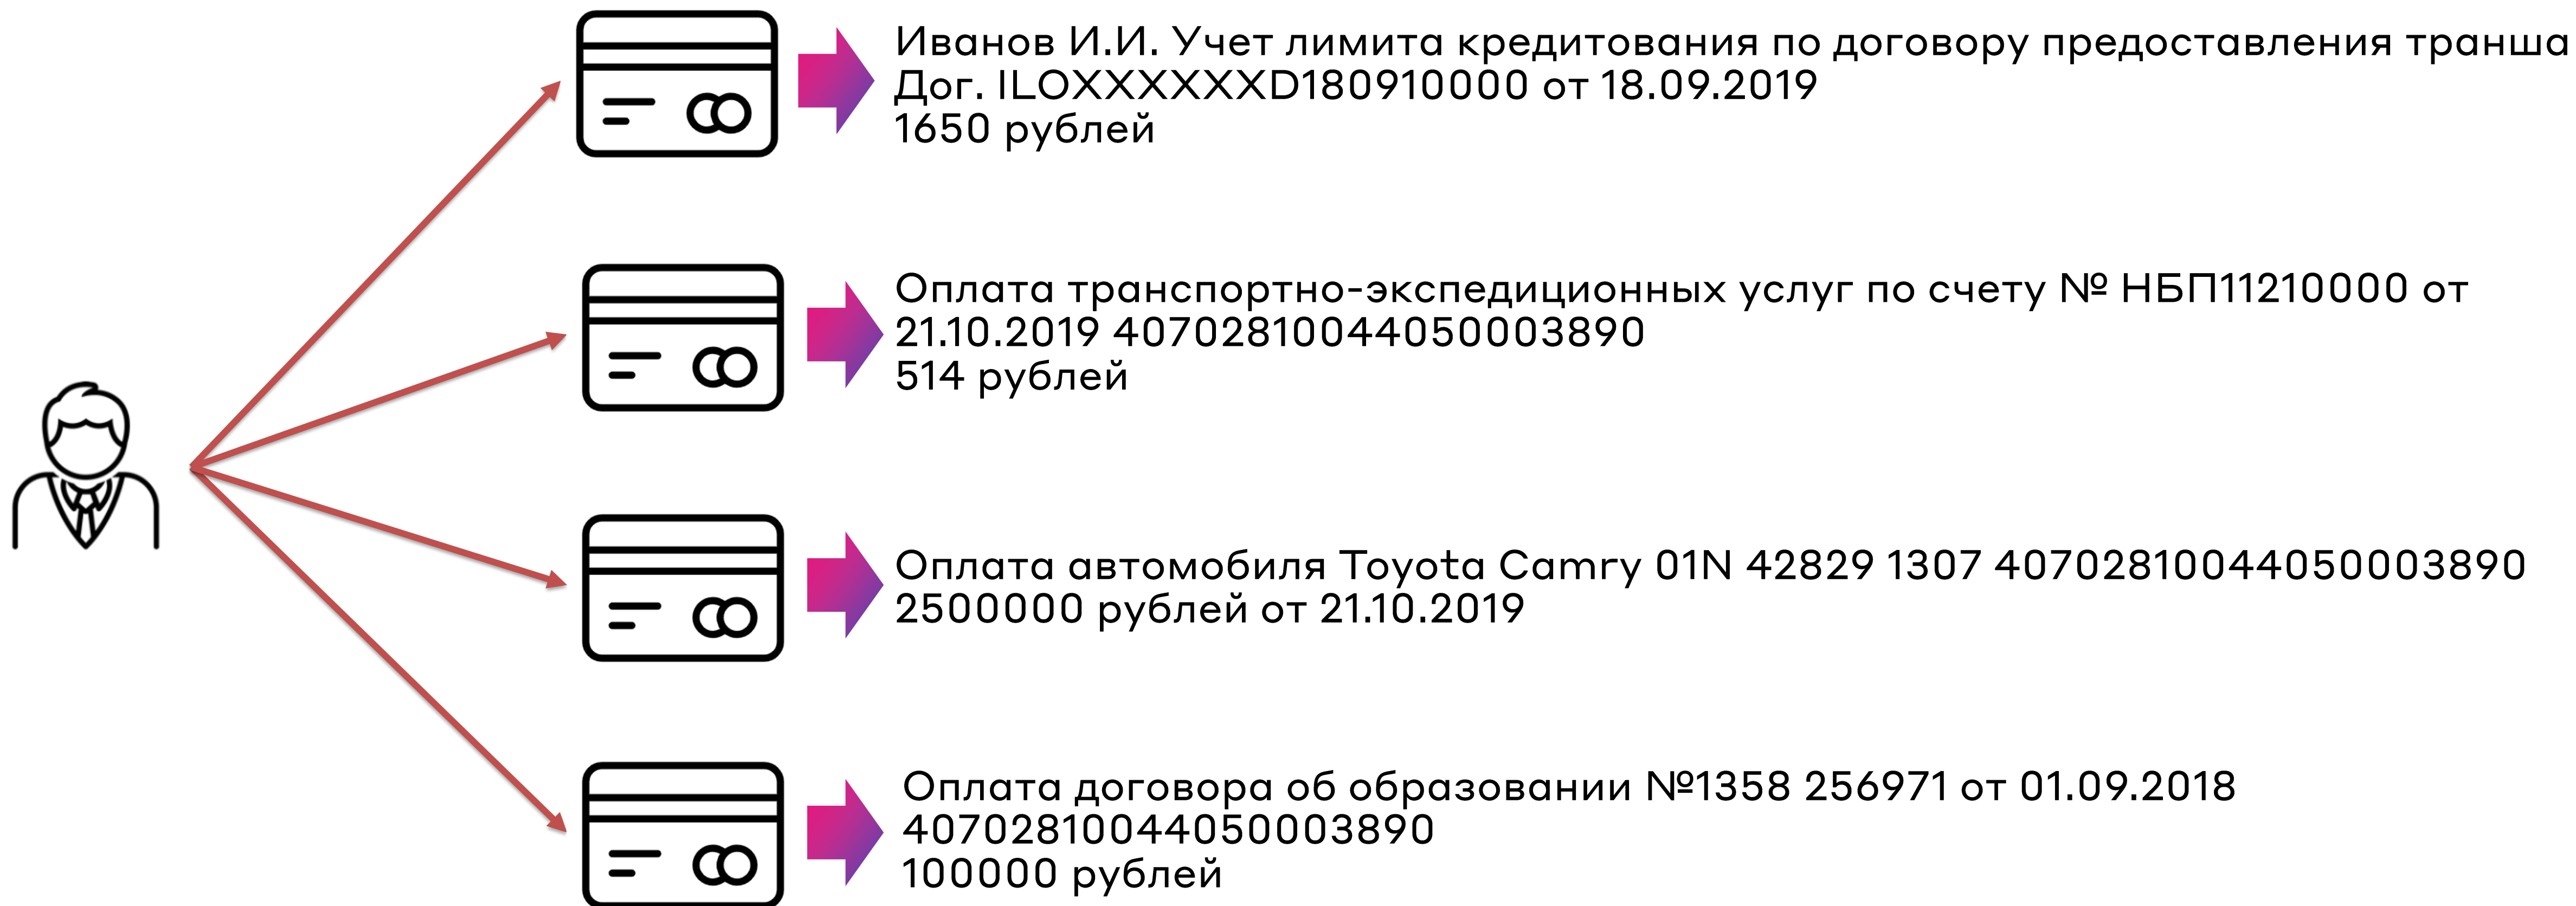 Иванов И.И. Учет лимита кредитования по договору предоставления транша
Дог. ILOXXXXXXD180910000 от 18.09.2019
1650 рублей
Оплата транспортно-экспедиционных услуг по счету № НБП11210000 от
21.10.2019 40702810044050003890
514 рублей
Оплата автомобиля Toyota Camry 01N 42829 1307 40702810044050003890
2500000 рублей от 21.10.2019
Оплата договора об образовании №1358 256971 от 01.09.2018
40702810044050003890
100000 рублей